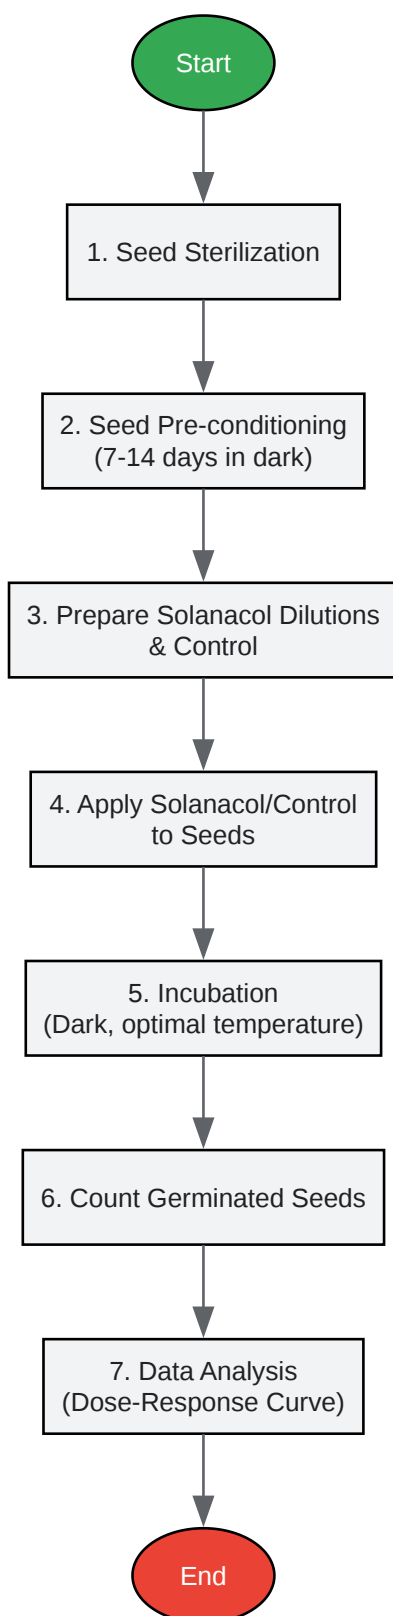 Start
1. Seed Sterilization
2. Seed Pre-conditioning
(7-14 days in dark)
3. Prepare Solanacol Dilutions
& Control
4. Apply Solanacol/Control
to Seeds
5. Incubation
(Dark, optimal temperature)
6. Count Germinated Seeds
7. Data Analysis
(Dose-Response Curve)
End